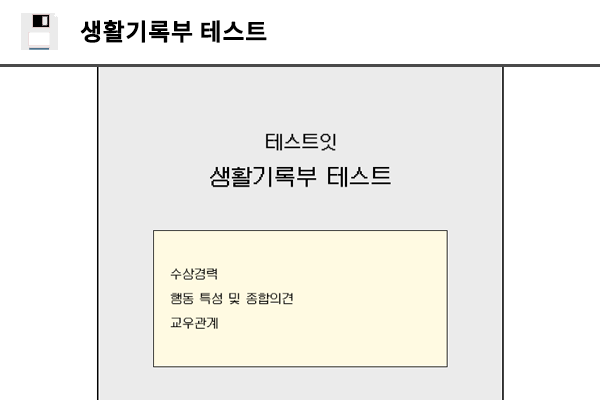 생활기록부 테스트
테스트잇
생활기록부 테스트
수상경력
행동 특성 및 종합의견
교우관계